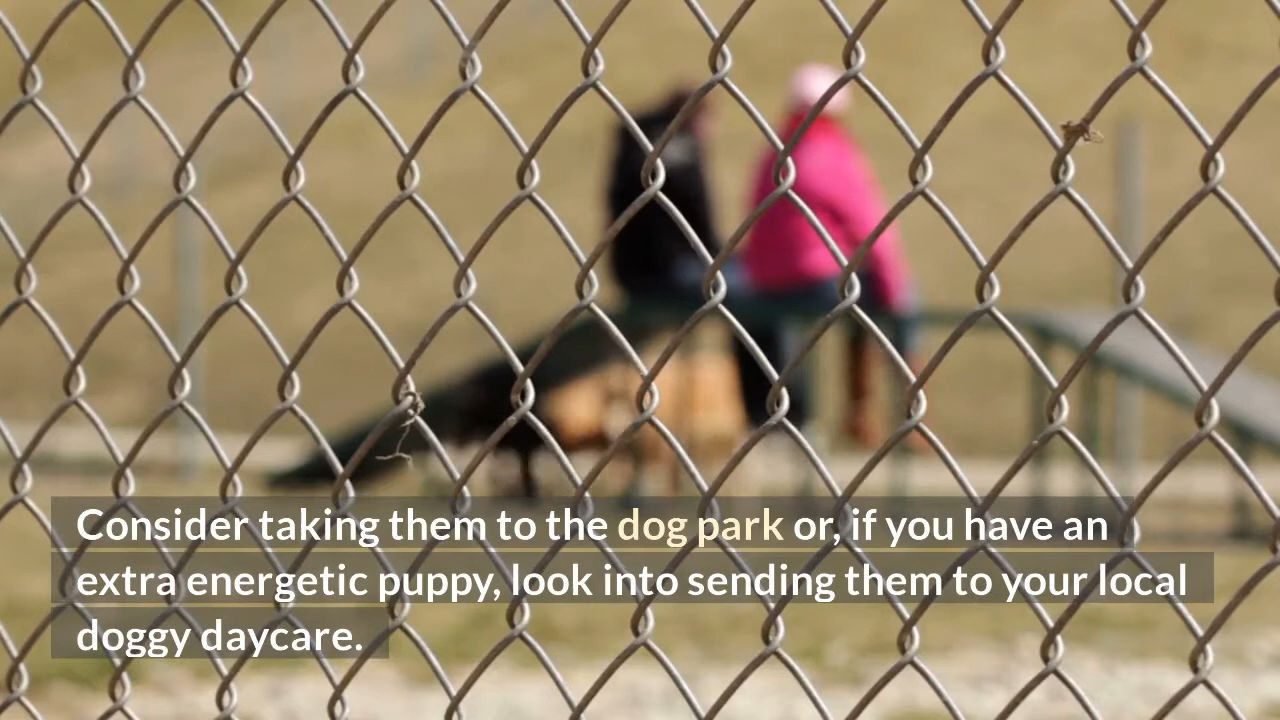 Consider taking them to the dog park or, if you have an
extra energetic puppy, look into sending them to your local
doggy daycare.